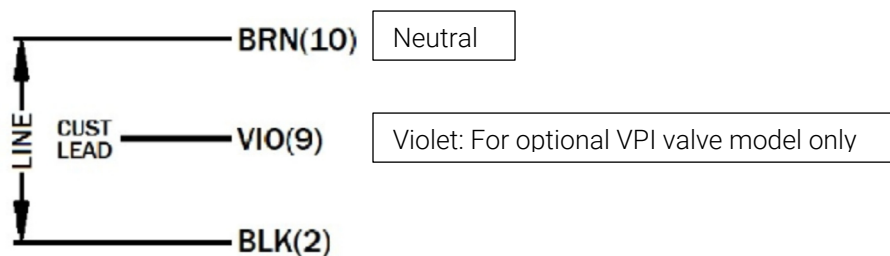 BRN(10) Neutral
LINE
CUST LEAD VIO(9) Violet: For optional VPI valve model only
BLK(2)